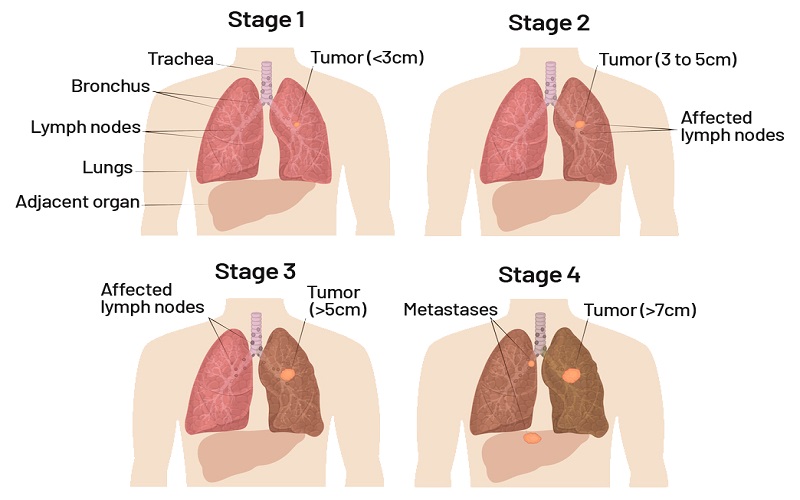 Stage 1
Trachea
Tumor (<3cm)
Bronchus
Lymph nodes
Lungs
Adjacent organ
Stage 2
Tumor (3 to 5cm)
Affected
lymph nodes
Stage 3
Affected
lymph nodes
Tumor
(>5cm)
Stage 4
Metastases
Tumor (>7cm)